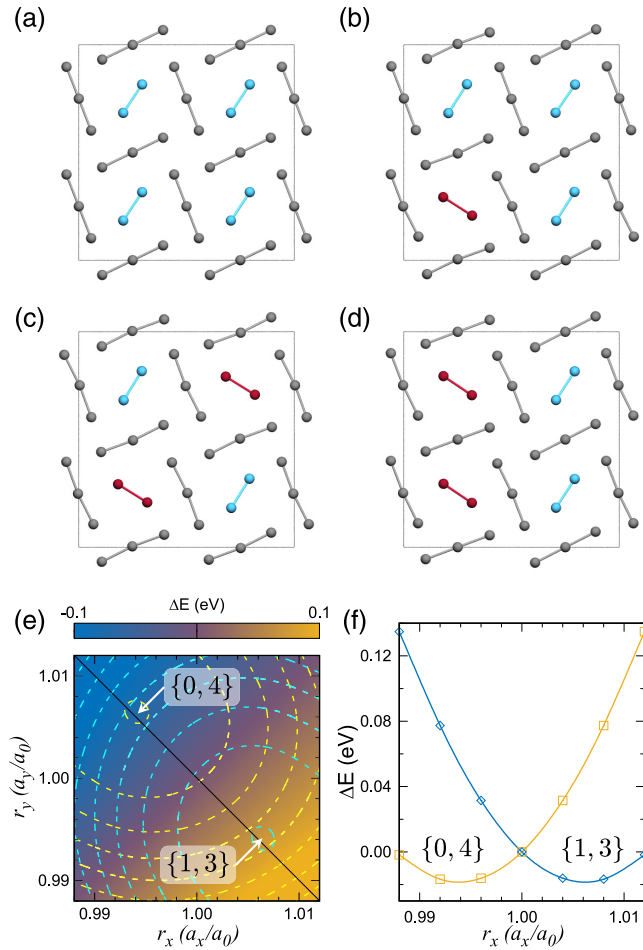 (a)
(b)
(c)
(d)
(e)
ΔE (eV)
-0.1
0.1
1.01
1.00
0.99
r_y (a_y/a_0)
{0, 4}
{1, 3}
0.99
1.00
1.01
r_x (a_x/a_0)
(f)
0.12
0.08
0.04
0.00
ΔE (eV)
{0, 4}
{1, 3}
0.99
1.00
1.01
r_x (a_x/a_0)